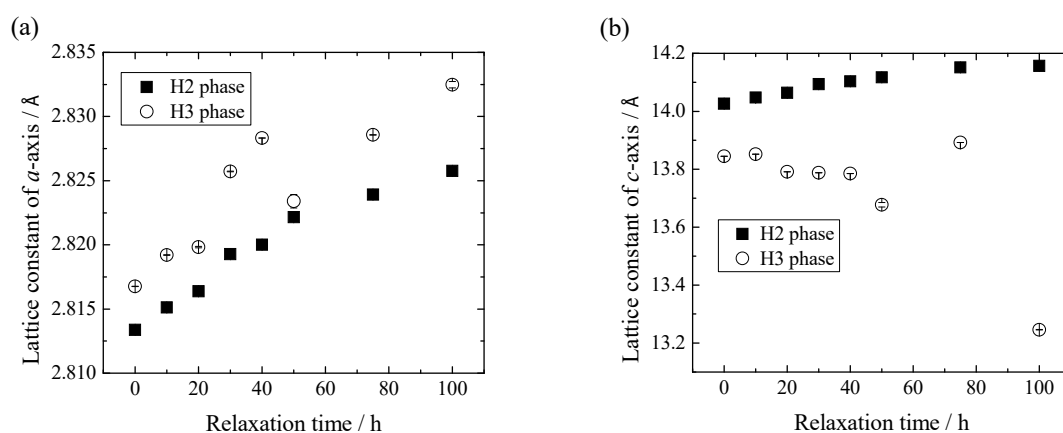 (a)
2.835
2.830
2.825
2.820
2.815
2.810
Lattice constant of a-axis / Å
H2 phase
H3 phase
0 20 40 60 80 100
Relaxation time / h
(b)
14.2
14.0
13.8
13.6
13.4
13.2
Lattice constant of c-axis / Å
H2 phase
H3 phase
0 20 40 60 80 100
Relaxation time / h